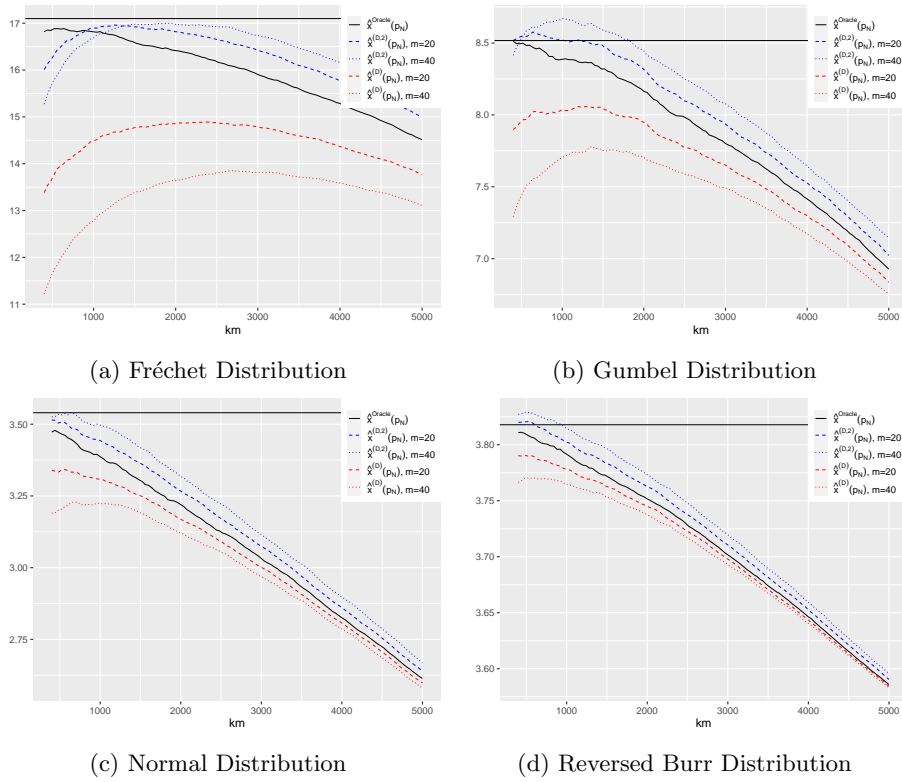 17
16
15
14
13
12
11
1000 2000 3000 4000 5000
km
x̂^Oracle(p_N)
x̂^(D,2)(p_N), m=20
x̂^(D,2)(p_N), m=40
x̂^(D)(p_N), m=20
x̂^(D)(p_N), m=40
(a) Fréchet Distribution
8.5
8.0
7.5
7.0
1000 2000 3000 4000 5000
km
x̂^Oracle(p_N)
x̂^(D,2)(p_N), m=20
x̂^(D,2)(p_N), m=40
x̂^(D)(p_N), m=20
x̂^(D)(p_N), m=40
(b) Gumbel Distribution
3.50
3.25
3.00
2.75
1000 2000 3000 4000 5000
km
x̂^Oracle(p_N)
x̂^(D,2)(p_N), m=20
x̂^(D,2)(p_N), m=40
x̂^(D)(p_N), m=20
x̂^(D)(p_N), m=40
(c) Normal Distribution
3.80
3.75
3.70
3.65
3.60
1000 2000 3000 4000 5000
km
x̂^Oracle(p_N)
x̂^(D,2)(p_N), m=20
x̂^(D,2)(p_N), m=40
x̂^(D)(p_N), m=20
x̂^(D)(p_N), m=40
(d) Reversed Burr Distribution